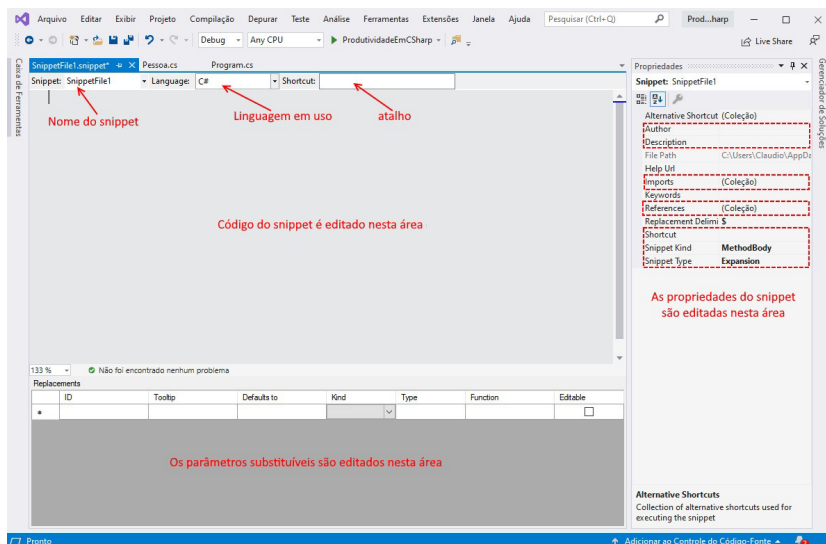 Arquivo Editar Exibir Projeto Compilação Depurar Teste Análise Ferramentas Extensões Janela Ajuda Pesquisar (Ctrl+Q) Prod...harp
Debug Any CPU ProdutividadeEmCSharp Live Share
Caixa de Ferramentas
SnippetFile1.snippet* Pessoa.cs Program.cs
Snippet: SnippetFile1 Language: C# Shortcut:
Nome do snippet
Linguagem em uso
atalho
Código do snippet é editado nesta área
133 % Não foi encontrado nenhum problema
Replacements
ID Tooltip Defaults to Kind Type Function Editable
Os parâmetros substituíveis são editados nesta área
Propriedades
Snippet: SnippetFile1
Alternative Shortcut (Coleção)
Author
Description
File Path C:\Users\Claudio\AppDa
Help Url
Imports (Coleção)
Keywords
References (Coleção)
Replacement Delimi $
Shortcut
Snippet Kind MethodBody
Snippet Type Expansion
As propriedades do snippet
são editadas nesta área
Alternative Shortcuts
Collection of alternative shortcuts used for
executing the snippet
Gerenciador de Soluções
Pronto Adicionar ao Controle do Código-Fonte 2